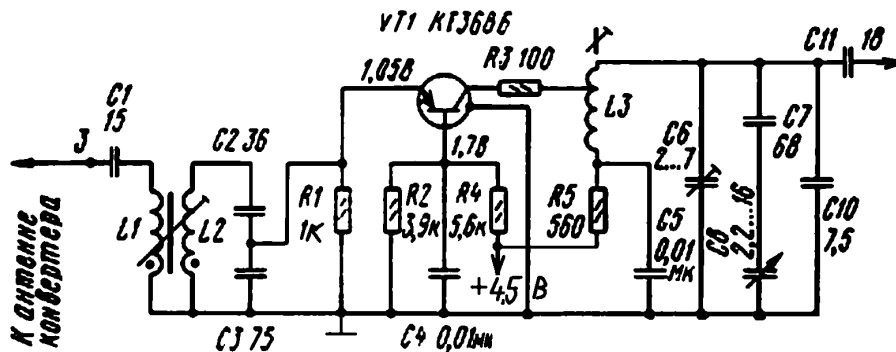 VT1 КТ368Б
1,05В
R3 100
C11
18
C1
15
3
C2 36
1,7В
L3
C6
2...7
C7
68
L1
L2
R1
1К
R2
3,9к
R4
5,6к
R5
560
C5
0,01
МК
C8
2,2...16
C10
7,5
+4,5 В
C3 75
C4 0,01мк
К антенне
конвертера